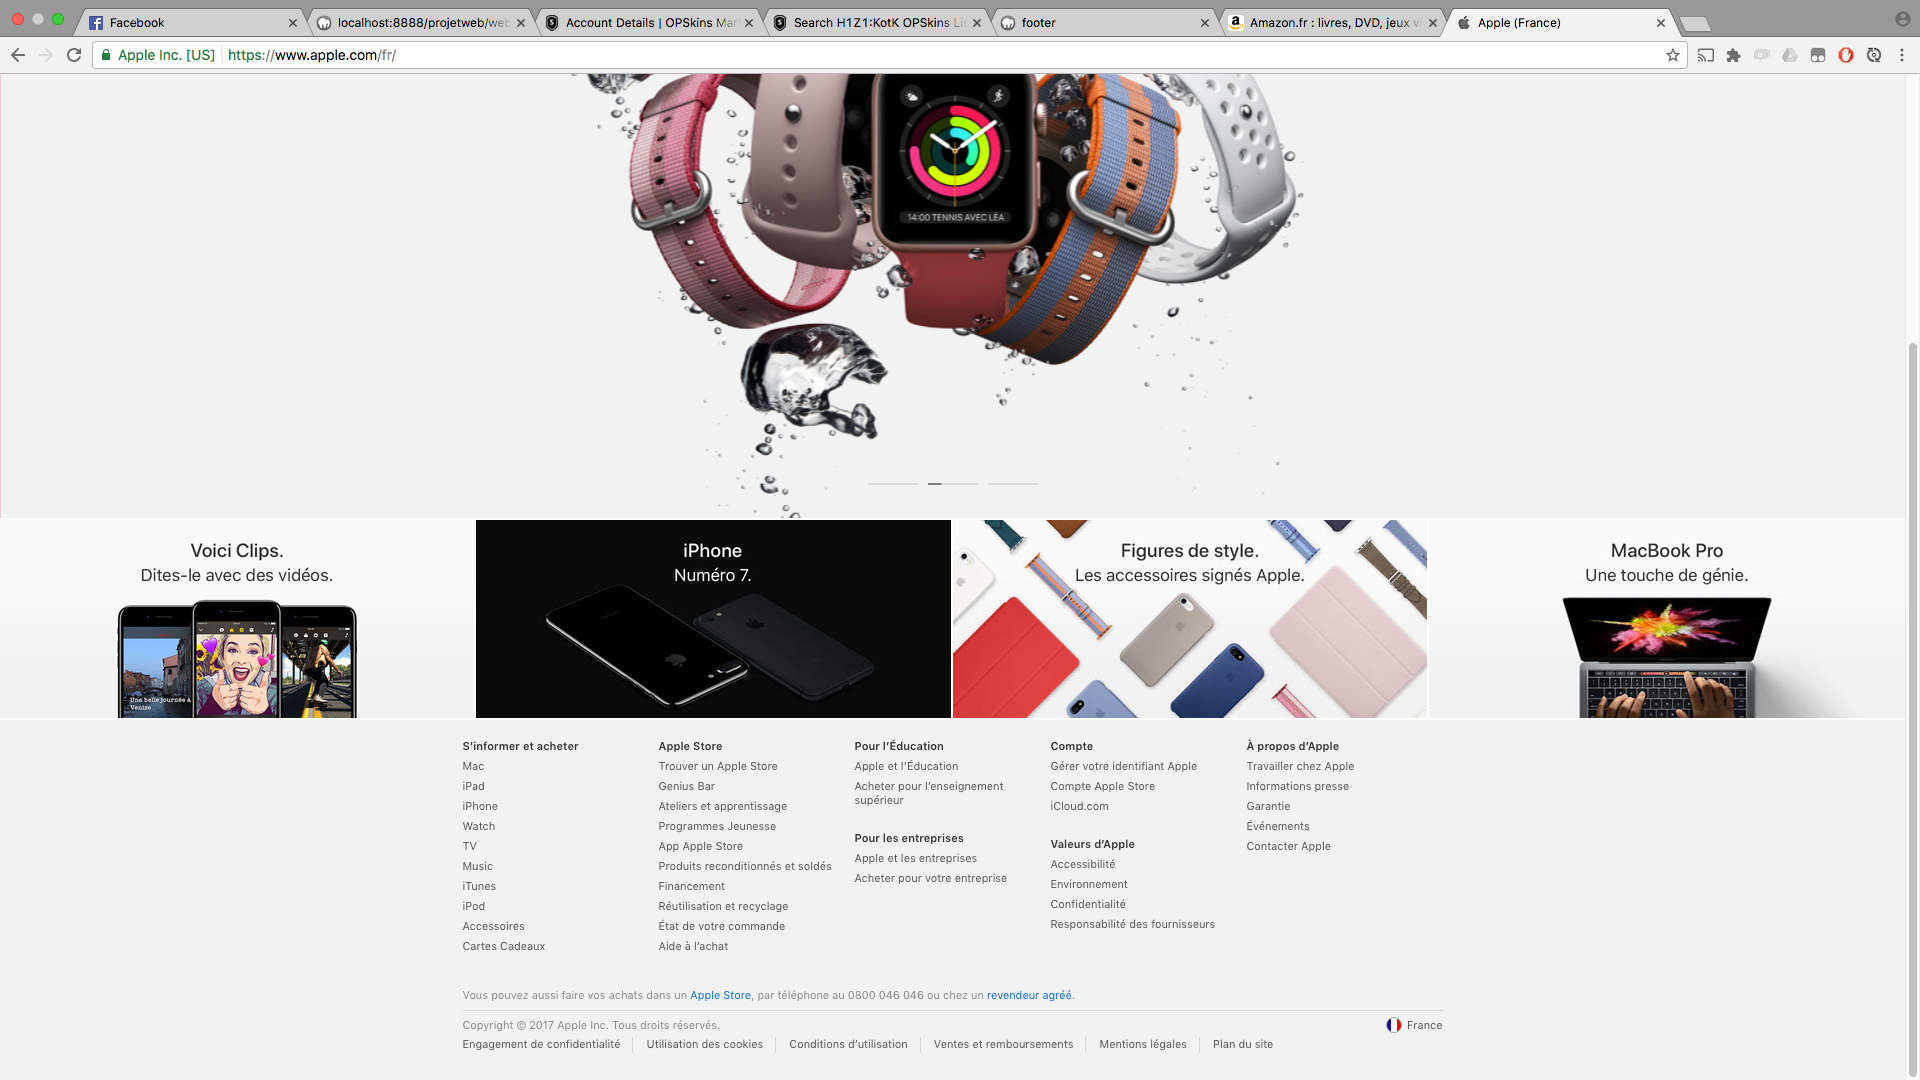 Facebook
localhost:8888/projetweb/web
Account Details | OPSkins Mar
Search H1Z1:KotK OPSkins Lis
footer
Amazon.fr : livres, DVD, jeux vi
Apple (France)
Apple Inc. [US] https://www.apple.com/fr/
14:00 TENNIS AVEC LÉA
Voici Clips.
Dites-le avec des vidéos.
Une belle journée à
Venise
iPhone
Numéro 7.
Figures de style.
Les accessoires signés Apple.
MacBook Pro
Une touche de génie.
S’informer et acheter
Mac
iPad
iPhone
Watch
TV
Music
iTunes
iPod
Accessoires
Cartes Cadeaux
Apple Store
Trouver un Apple Store
Genius Bar
Ateliers et apprentissage
Programmes Jeunesse
App Apple Store
Produits reconditionnés et soldés
Financement
Réutilisation et recyclage
État de votre commande
Aide à l’achat
Pour l’Éducation
Apple et l’Éducation
Acheter pour l’enseignement
supérieur
Pour les entreprises
Apple et les entreprises
Acheter pour votre entreprise
Compte
Gérer votre identifiant Apple
Compte Apple Store
iCloud.com
Valeurs d’Apple
Accessibilité
Environnement
Confidentialité
Responsabilité des fournisseurs
À propos d’Apple
Travailler chez Apple
Informations presse
Garantie
Événements
Contacter Apple
Vous pouvez aussi faire vos achats dans un Apple Store, par téléphone au 0800 046 046 ou chez un revendeur agréé.
Copyright © 2017 Apple Inc. Tous droits réservés.
France
Engagement de confidentialité
Utilisation des cookies
Conditions d’utilisation
Ventes et remboursements
Mentions légales
Plan du site